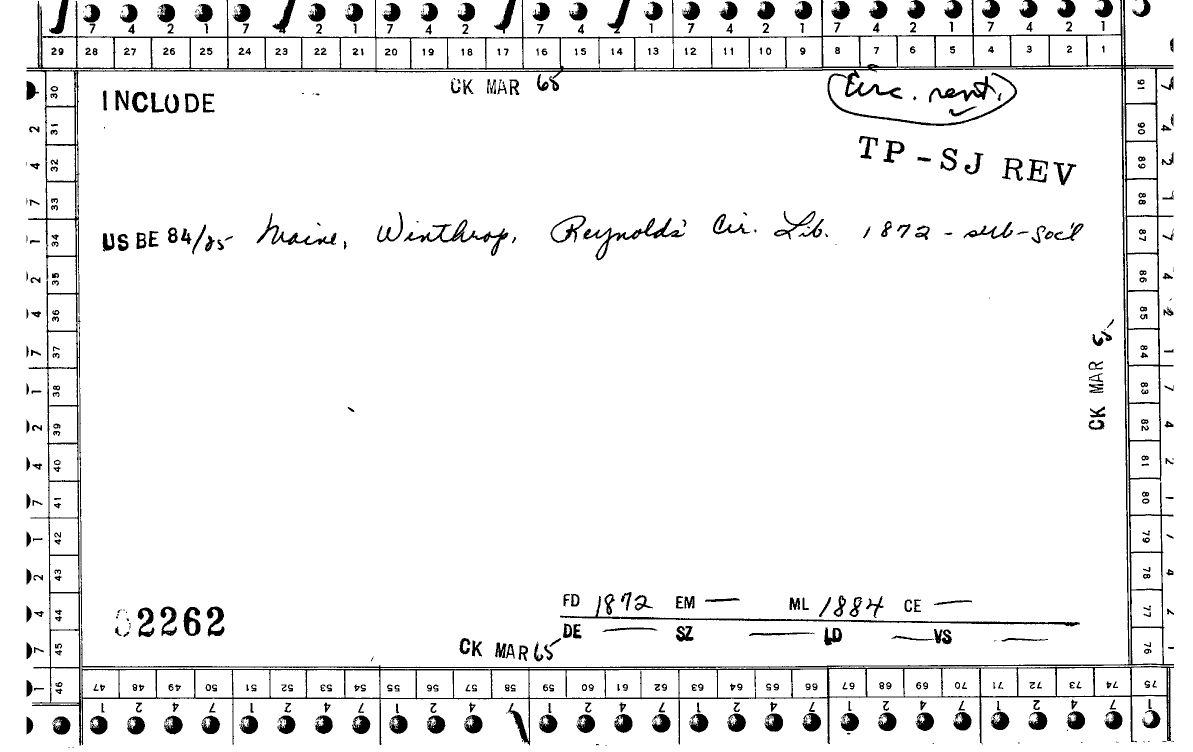 7 4 2 1 7 4 2 1 7 4 2 1 7 4 2 1 7 4 2 1 7 4 2 1 7 4 2 1
29 28 27 26 25 24 23 22 21 20 19 18 17 16 15 14 13 12 11 10 9 8 7 6 5 4 3 2 1
CK MAR 65
INCLUDE
Circ. rent.
TP-SJ REV
US BE 84/85 Maine, Winthrop, Reynolds' Cir. Lib. 1872 - sub-soc'l
CK MAR 65
62262
FD 1872 EM — ML 1884 CE —
DE — SZ — LD — VS —
CK MAR 65
30 31 32 33 34 35 36 37 38 39 40 41 42 43 44 45 46
91 90 89 88 87 86 85 84 83 82 81 80 79 78 77 76 75
47 48 49 50 51 52 53 54 55 56 57 58 59 60 61 62 63 64 65 66 67 68 69 70 71 72 73 74 75
1 2 4 7 1 2 4 7 1 2 4 7 1 2 4 7 1 2 4 7 1 2 4 7 1 2 4 7 1